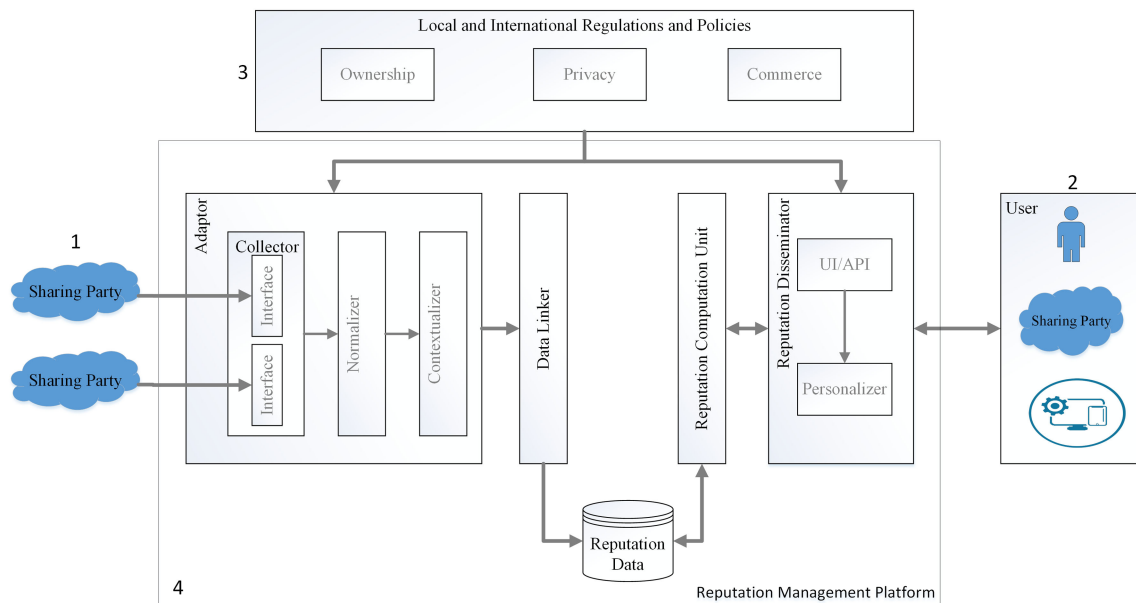 Local and International Regulations and Policies
3
Ownership
Privacy
Commerce
1
Sharing Party
Sharing Party
Adaptor
Collector
Interface
Interface
Normalizer
Contextualizer
Data Linker
Reputation Data
Reputation Computation Unit
Reputation Disseminator
UI/API
Personalizer
2
User
Sharing Party
4
Reputation Management Platform